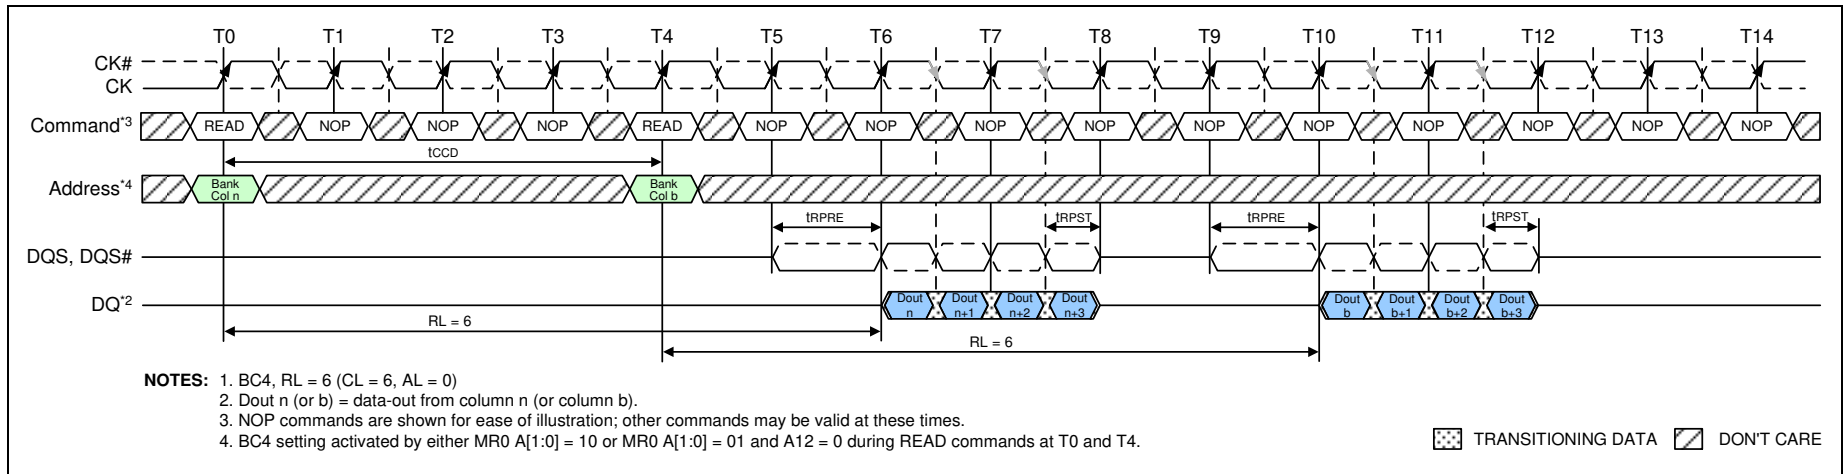 T0 T1 T2 T3 T4 T5 T6 T7 T8 T9 T10 T11 T12 T13 T14
CK#
CK
Command*3 READ NOP NOP NOP READ NOP NOP NOP NOP NOP NOP NOP NOP NOP NOP
tCCD
Address*4 Bank Col n Bank Col b
tRPRE tRPST tRPRE tRPST
DQS, DQS#
DQ*2 Dout n Dout n+1 Dout n+2 Dout n+3 Dout b Dout b+1 Dout b+2 Dout b+3
RL = 6
RL = 6
NOTES: 1. BC4, RL = 6 (CL = 6, AL = 0)
2. Dout n (or b) = data-out from column n (or column b).
3. NOP commands are shown for ease of illustration; other commands may be valid at these times.
4. BC4 setting activated by either MR0 A[1:0] = 10 or MR0 A[1:0] = 01 and A12 = 0 during READ commands at T0 and T4.
TRANSITIONING DATA DON'T CARE